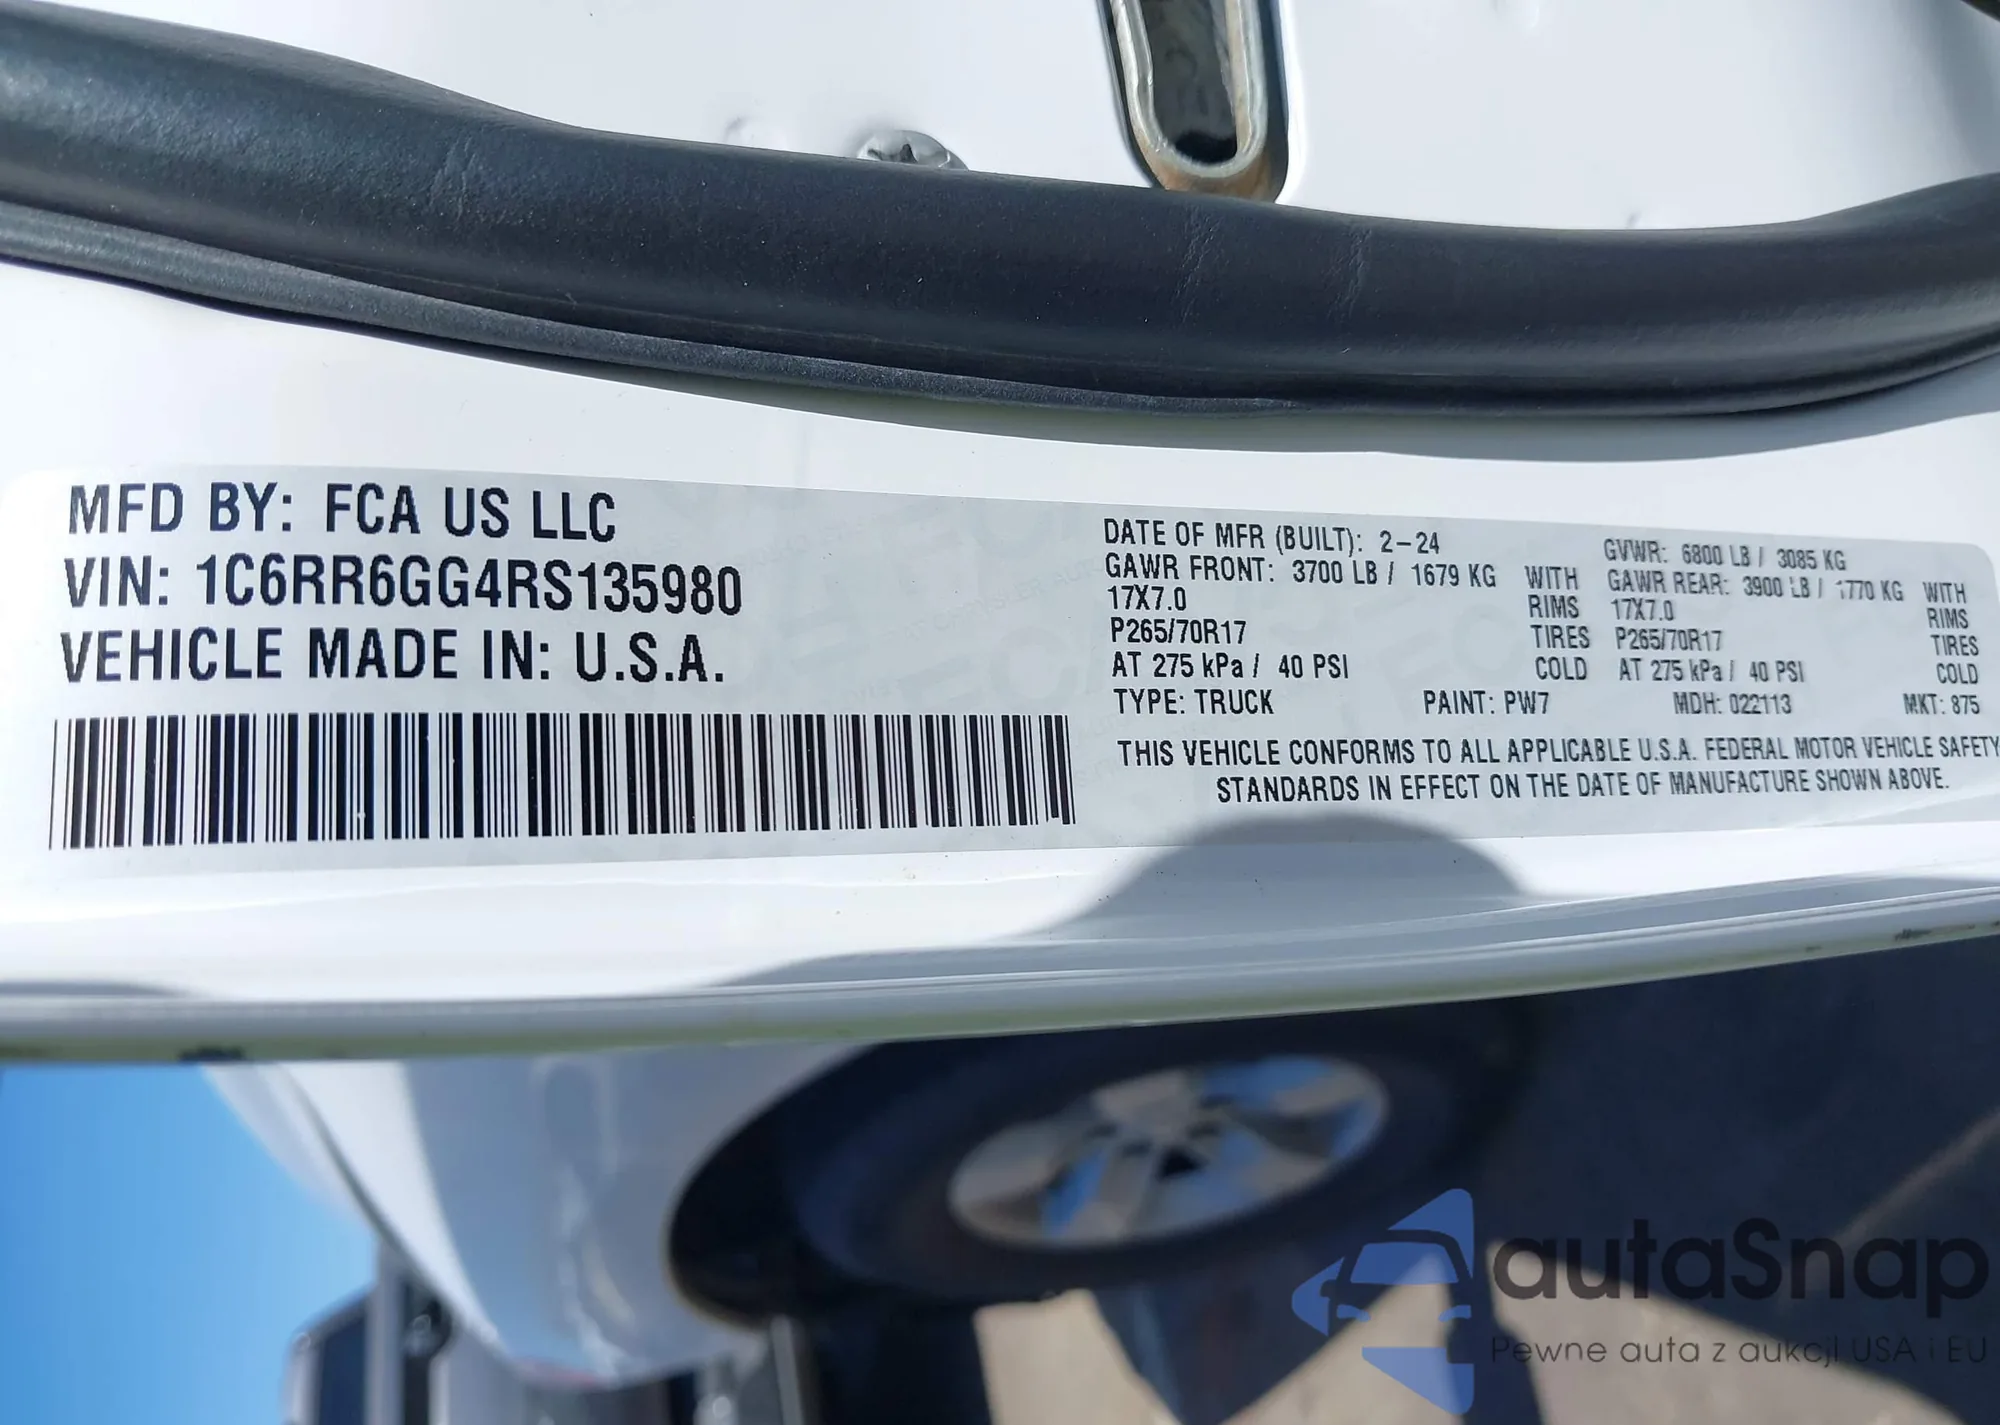 MFD BY: FCA US LLC
VIN: 1C6RR6GG4RS135980
VEHICLE MADE IN: U.S.A.
DATE OF MFR (BUILT): 2-24 GVWR: 6800 LB / 3085 KG
GAWR FRONT: 3700 LB / 1679 KG WITH GAWR REAR: 3900 LB / 1770 KG WITH
17X7.0 RIMS 17X7.0 RIMS
P265/70R17 TIRES P265/70R17 TIRES
AT 275 kPa / 40 PSI COLD AT 275 kPa / 40 PSI COLD
TYPE: TRUCK PAINT: PW7 MDH: 022113 MKT: 875
THIS VEHICLE CONFORMS TO ALL APPLICABLE U.S.A. FEDERAL MOTOR VEHICLE SAFETY
STANDARDS IN EFFECT ON THE DATE OF MANUFACTURE SHOWN ABOVE.
autaSnap
Pewne auta z aukcji USA i EU